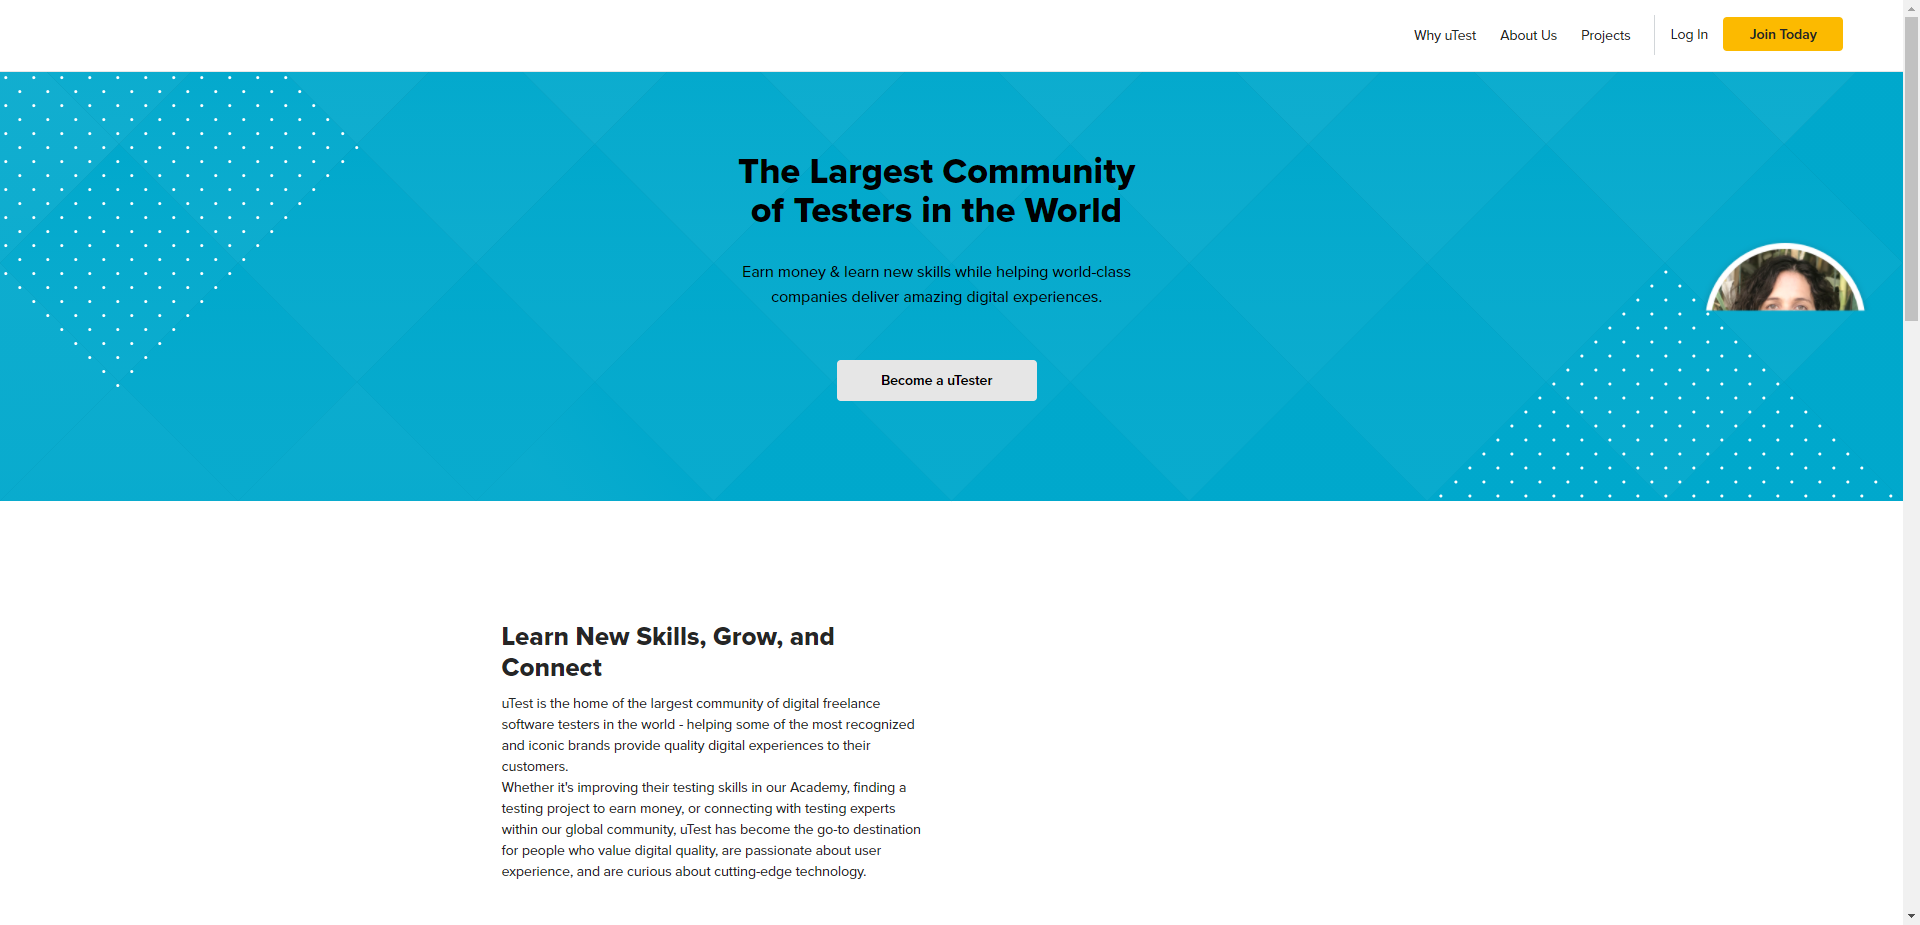 Why uTest
About Us
Projects
Log In
Join Today
The Largest Community
of Testers in the World
Earn money & learn new skills while helping world-class
companies deliver amazing digital experiences.
Become a uTester
Learn New Skills, Grow, and
Connect
uTest is the home of the largest community of digital freelance
software testers in the world - helping some of the most recognized
and iconic brands provide quality digital experiences to their
customers.
Whether it's improving their testing skills in our Academy, finding a
testing project to earn money, or connecting with testing experts
within our global community, uTest has become the go-to destination
for people who value digital quality, are passionate about user
experience, and are curious about cutting-edge technology.